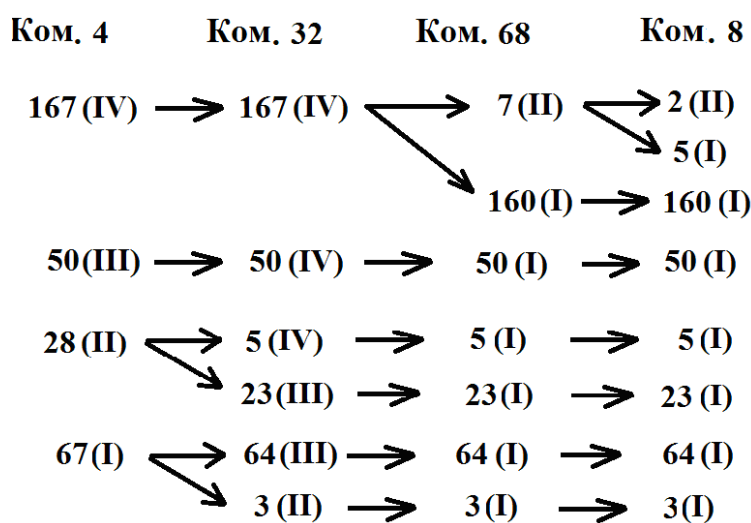 Ком. 4 Ком. 32 Ком. 68 Ком. 8
167 (IV) 167 (IV) 7 (II) 2 (II)
5 (I)
160 (I) 160 (I)
50 (III) 50 (IV) 50 (I) 50 (I)
28 (II) 5 (IV) 5 (I) 5 (I)
23 (III) 23 (I) 23 (I)
67 (I) 64 (III) 64 (I) 64 (I)
3 (II) 3 (I) 3 (I)